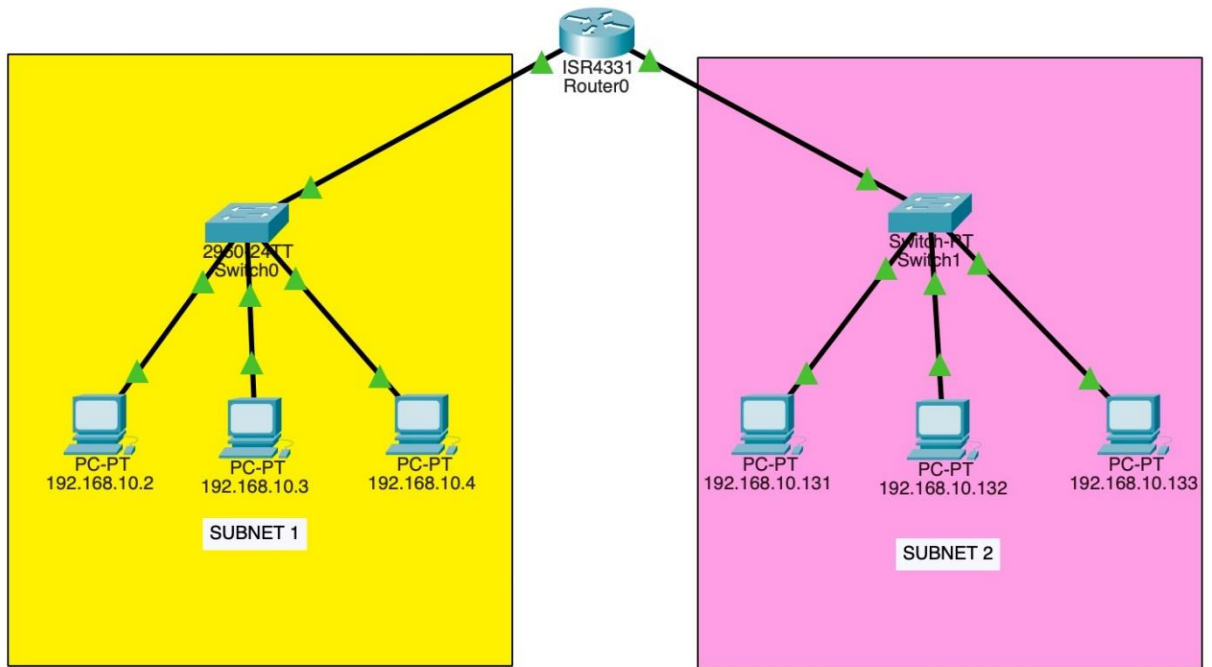 ISR4331
Router0
2960-24TT
Switch0
Switch-PT
Switch1
PC-PT
192.168.10.2
PC-PT
192.168.10.3
PC-PT
192.168.10.4
SUBNET 1
PC-PT
192.168.10.131
PC-PT
192.168.10.132
PC-PT
192.168.10.133
SUBNET 2